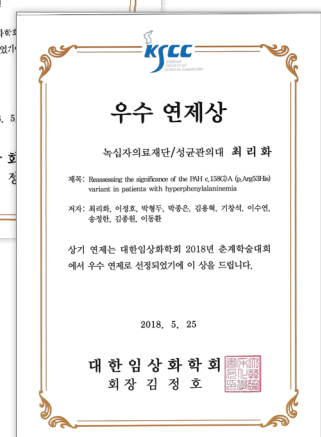 KSCC
KOREAN
SOCIETY OF
CLINICAL CHEMISTRY
우수 연제상
녹십자의료재단/성균관의대 최리화
제목: Reassessing the significance of the PAH c.158G>A (p.Arg53His)
variant in patients with hyperphenylalaninemia
저자: 최리화, 이정호, 박형두, 박종은, 김용혁, 기창석, 이수연,
송정한, 김종원, 이동환
상기 연제는 대한임상화학회 2018년 춘계학술대회
에서 우수 연제로 선정되었기에 이 상을 드립니다.
2018. 5. 25
대한임상화학회
회장 김정호